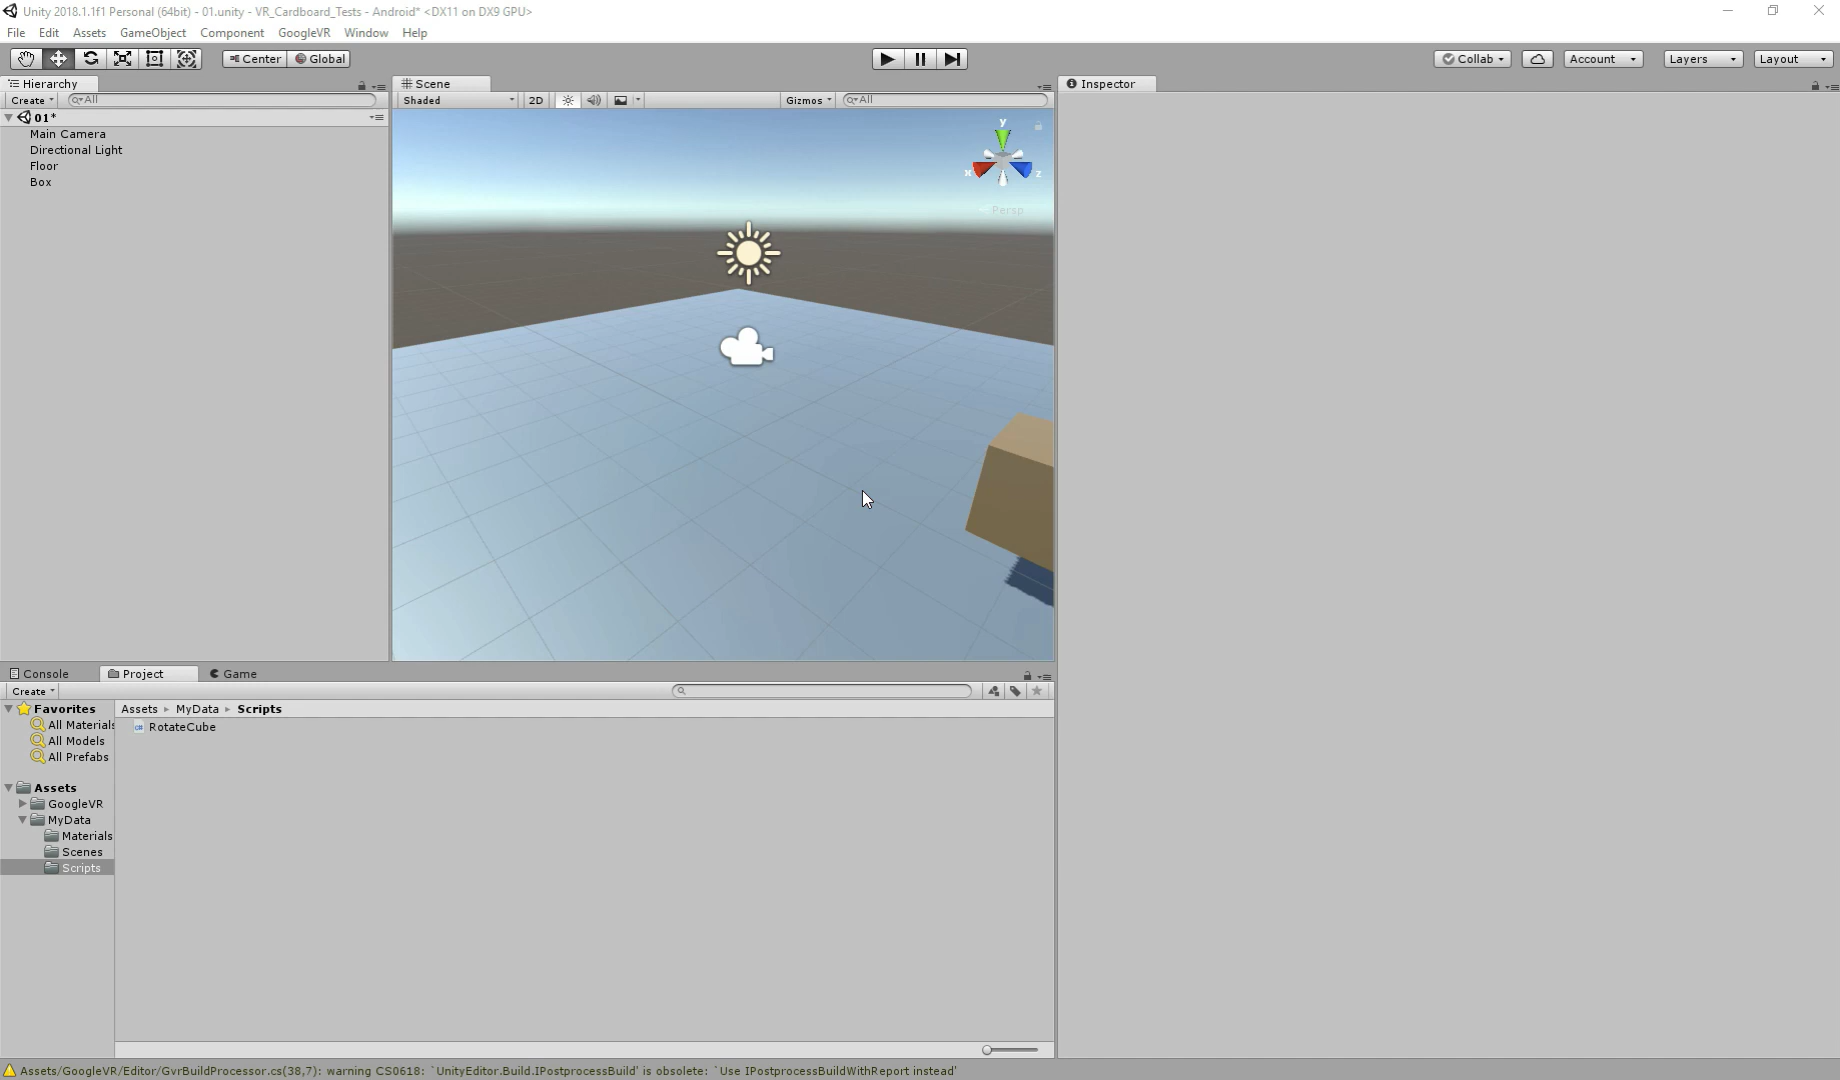 Unity 2018.1.1f1 Personal (64bit) - 01.unity - VR_Cardboard_Tests - Android* <DX11 on DX9 GPU>
File Edit Assets GameObject Component GoogleVR Window Help
Center Global Collab Account Layers Layout
Hierarchy Scene Inspector
Create All Shaded 2D Gizmos All
01*
Main Camera
Directional Light
Floor
Box
y
x z
Persp
Console Project Game
Create
Favorites Assets MyData Scripts
All Materials RotateCube
All Models
All Prefabs
Assets
GoogleVR
MyData
Materials
Scenes
Scripts
Assets/GoogleVR/Editor/GvrBuildProcessor.cs(38,7): warning CS0618: `UnityEditor.Build.IPostprocessBuild' is obsolete: `Use IPostprocessBuildWithReport instead'